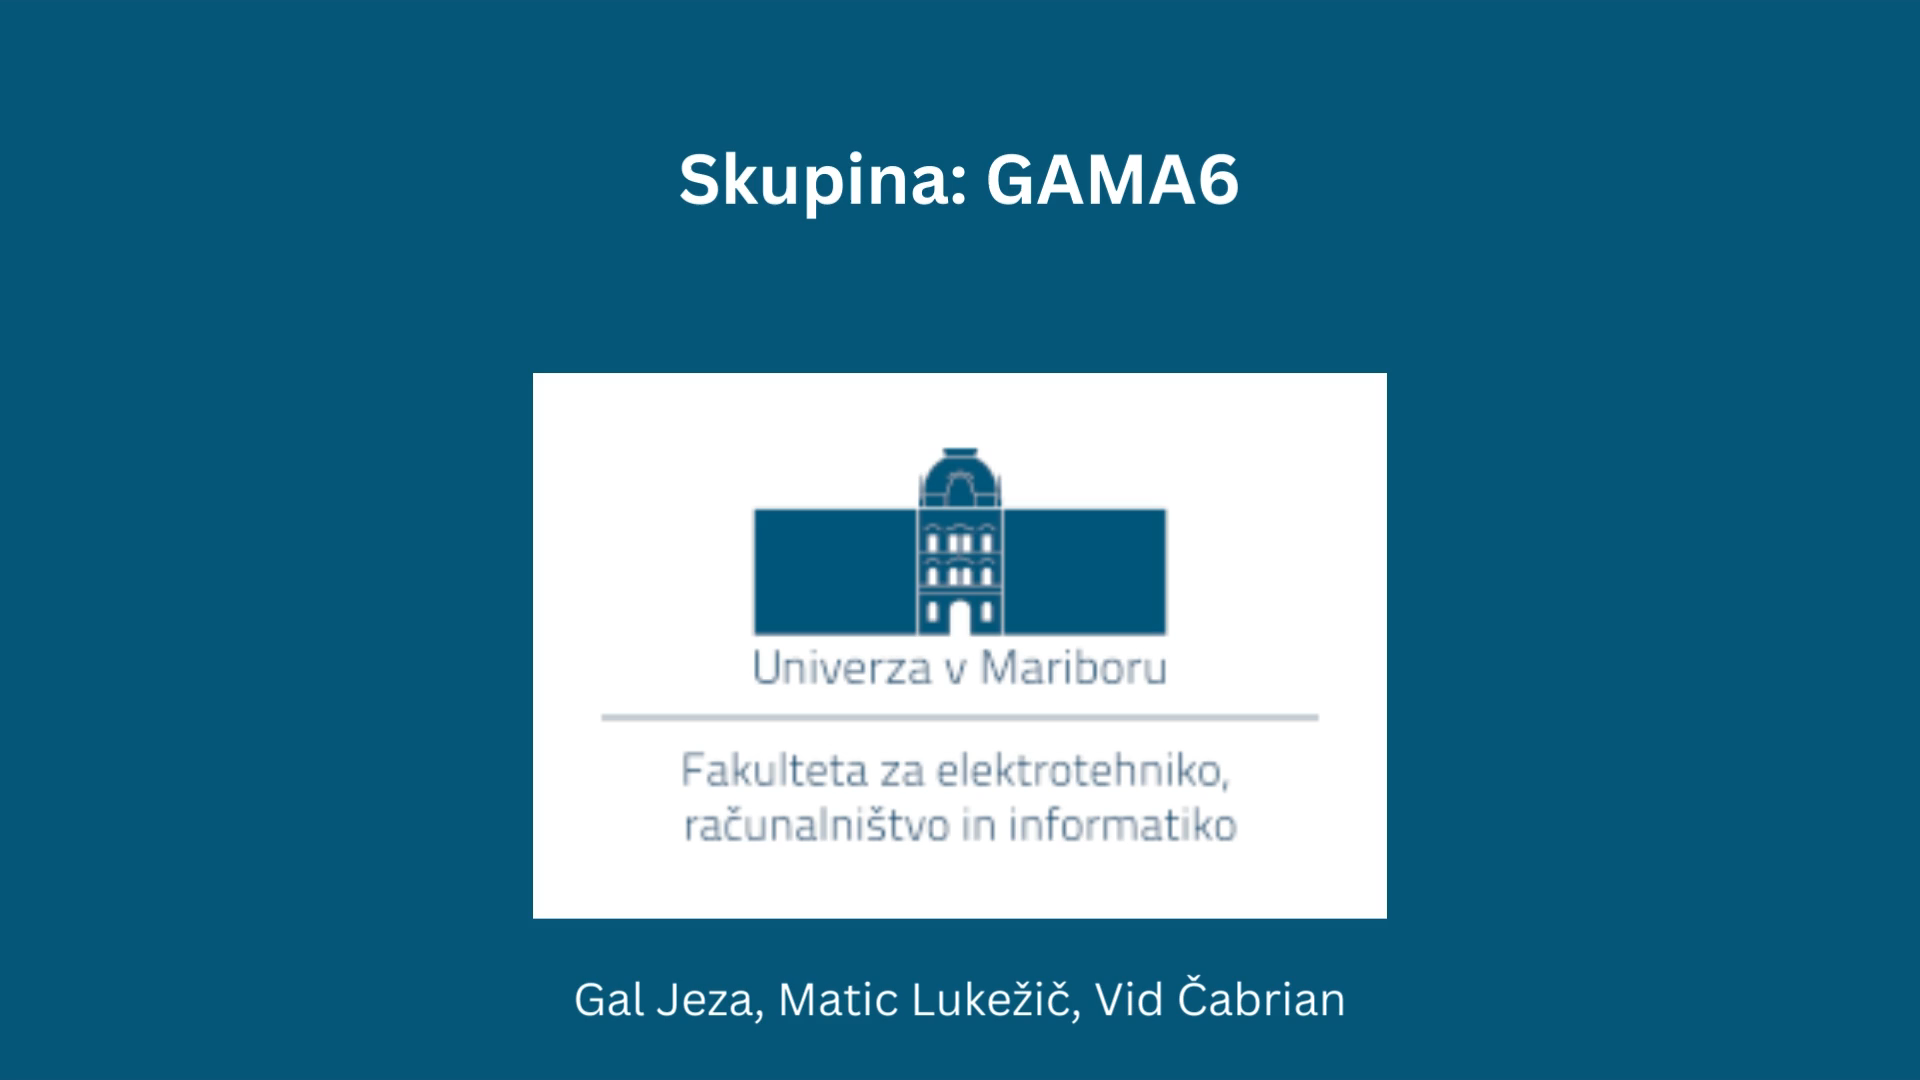 Skupina: GAMA6
Univerza v Mariboru
Fakulteta za elektrotehniko,
računalništvo in informatiko
Gal Jeza, Matic Lukežič, Vid Čabrian